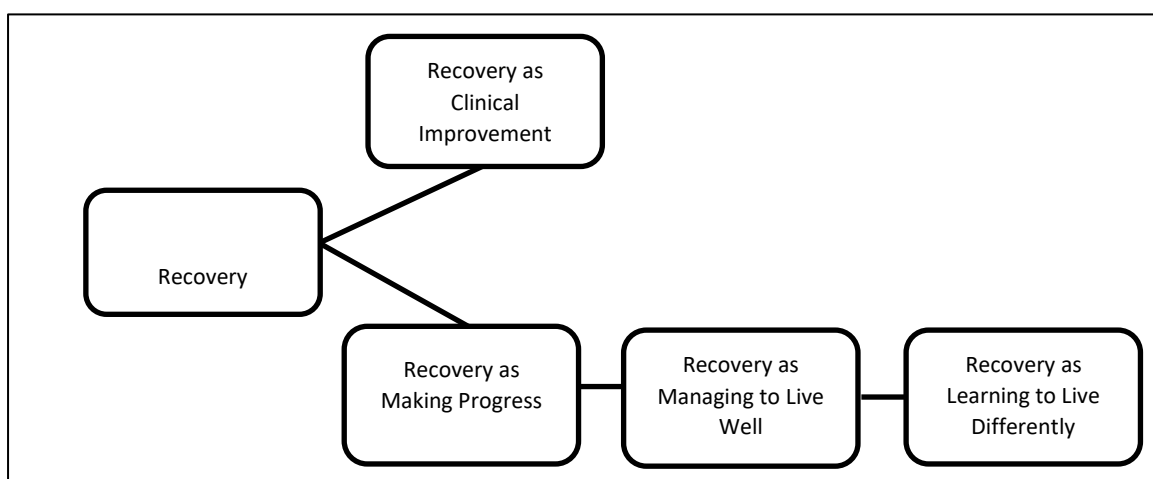 Recovery as
Clinical
Improvement
Recovery
Recovery as
Making Progress
Recovery as
Managing to Live
Well
Recovery as
Learning to Live
Differently